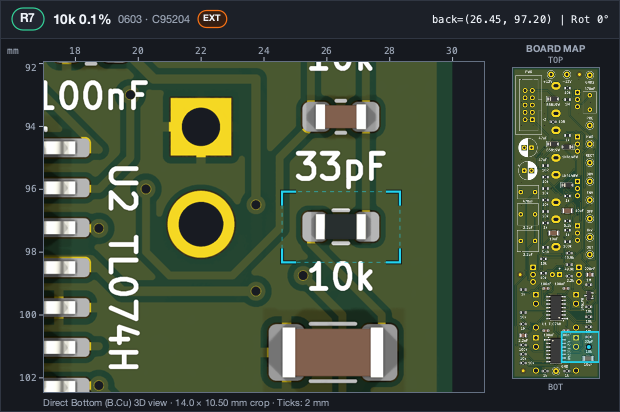 R7 10k 0.1% 0603 · C95204 EXT back=(26.45, 97.20) | Rot 0°
mm 18 20 22 24 26 28 30
BOARD MAP
TOP
92
10k
100nF
94
33pF
96
U2 TL074H
98
10k
100
102
BOT
Direct Bottom (B.Cu) 3D view · 14.0 × 10.50 mm crop · Ticks: 2 mm